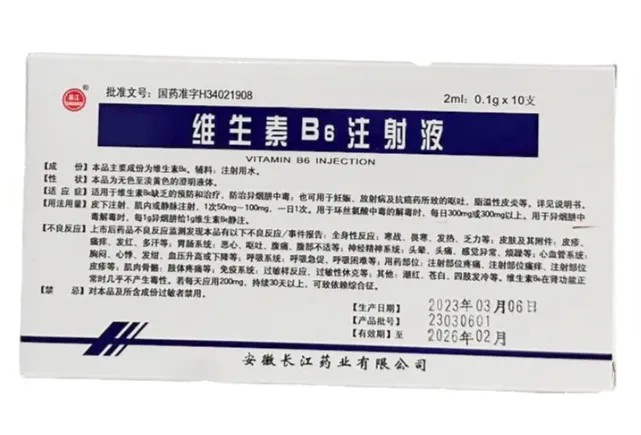 长江
批准文号：国药准字H34021908
2ml：0.1g×10支
维生素B6注射液
VITAMIN B6 INJECTION
【成 份】本品主要成份为维生素B₆。辅料：注射用水。
【性 状】本品为无色至淡黄色的澄明液体。
【适 应 症】适用于维生素B₆缺乏的预防和治疗，防治异烟肼中毒；也可用于妊娠、放射病及抗癌药所致的呕吐，脂溢性皮炎等。详见说明书。
【用法用量】皮下注射、肌内或静脉注射，1次50mg～100mg，一日1次。用于环丝氨酸中毒的解毒时，每日300mg或300mg以上。用于异烟肼中
毒解毒时，每1g异烟肼给1g维生素B₆静注。
【不良反应】上市后药品不良反应监测发现本品有以下不良反应/事件报告：全身性反应：寒战、畏寒、发热、乏力等；皮肤及其附件：皮疹、
瘙痒、发红、多汗等；胃肠系统：恶心、呕吐、腹痛、腹部不适等；神经精神系统：头晕、头痛、感觉异常、烦躁等；心血管系统：
胸闷、心悸、发绀、血压升高或下降等；呼吸系统：呼吸急促、呼吸困难等；用药部位：注射部位疼痛、注射部位瘙痒、注射部位
皮疹等；肌肉骨骼：肢体疼痛等；免疫系统：过敏样反应、过敏性休克等；其他：潮红、苍白、四肢发冷等。维生素B₆在肾功能正
常时几乎不产生毒性。若每天应用200mg，持续30天以上，可致依赖综合征。
【禁 忌】对本品及所含成份过敏者禁用。
【生产日期】 2023年03月06日
【产品批号】 23030601
【有效期】至 2026年02月
安徽长江药业有限公司